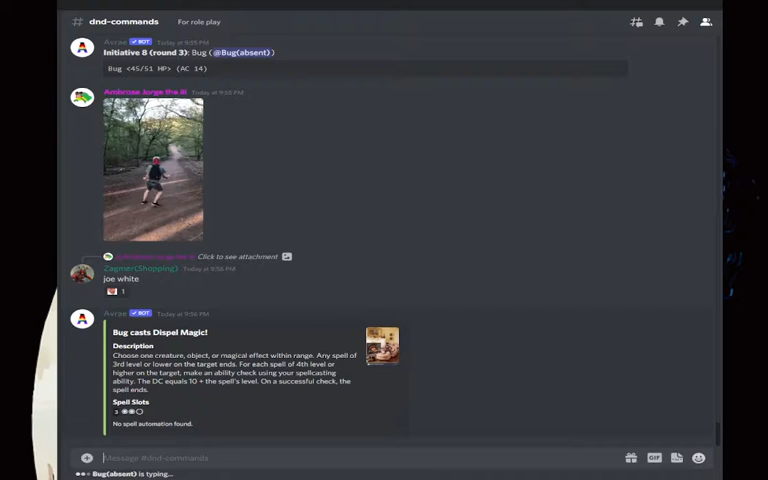 # dnd-commands For role play
Avrae BOT Today at 9:55 PM
Initiative 8 (round 3): Bug (@Bug(absent))
Bug <45/51 HP> (AC 14)
Ambrose Jorge the III Today at 9:55 PM
Click to see attachment
Zagmer(Shopping) Today at 9:56 PM
joe white
1
Avrae BOT Today at 9:56 PM
Bug casts Dispel Magic!
Description
Choose one creature, object, or magical effect within range. Any spell of
3rd level or lower on the target ends. For each spell of 4th level or
higher on the target, make an ability check using your spellcasting
ability. The DC equals 10 + the spell's level. On a successful check, the
spell ends.
Spell Slots
3
No spell automation found.
Message #dnd-commands
GIF
Bug(absent) is typing...